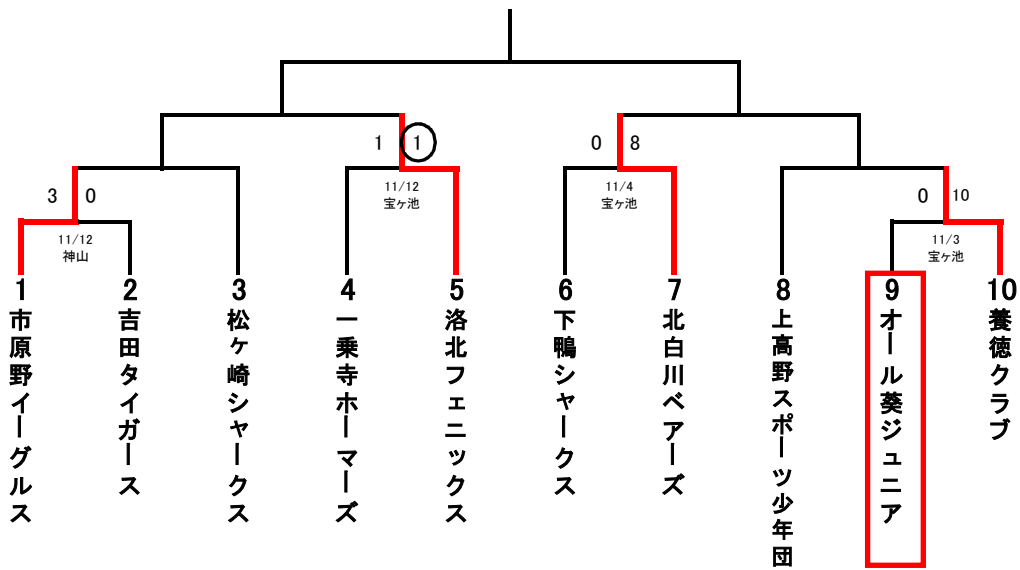 1 1
0 8
3 0
0 10
11/12
宝ヶ池
11/4
宝ヶ池
11/12
神山
11/3
宝ヶ池
1
市原野イーグルス
2
吉田タイガース
3
松ヶ崎シャークス
4
一乗寺ホーマーズ
5
洛北フェニックス
6
下鴨シャークス
7
北白川ベアーズ
8
上高野スポーツ少年団
9
オール葵ジュニア
10
養徳クラブ